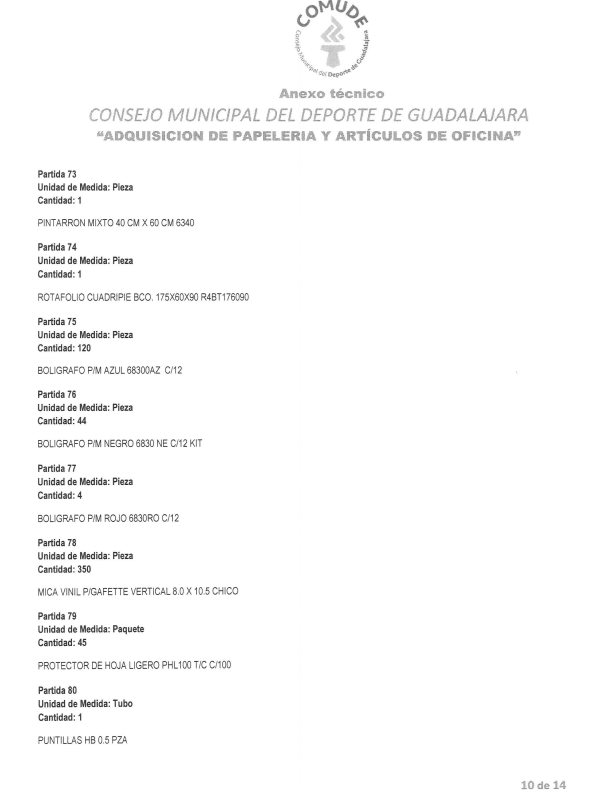 COMUDE
Consejo Municipal del Deporte de Guadalajara
Anexo técnico
CONSEJO MUNICIPAL DEL DEPORTE DE GUADALAJARA
“ADQUISICION DE PAPELERIA Y ARTÍCULOS DE OFICINA”
Partida 73
Unidad de Medida: Pieza
Cantidad: 1
PINTARRON MIXTO 40 CM X 60 CM 6340
Partida 74
Unidad de Medida: Pieza
Cantidad: 1
ROTAFOLIO CUADRIPIE BCO. 175X60X90 R4BT176090
Partida 75
Unidad de Medida: Pieza
Cantidad: 120
BOLIGRAFO P/M AZUL 68300AZ C/12
Partida 76
Unidad de Medida: Pieza
Cantidad: 44
BOLIGRAFO P/M NEGRO 6830 NE C/12 KIT
Partida 77
Unidad de Medida: Pieza
Cantidad: 4
BOLIGRAFO P/M ROJO 6830RO C/12
Partida 78
Unidad de Medida: Pieza
Cantidad: 350
MICA VINIL P/GAFETTE VERTICAL 8.0 X 10.5 CHICO
Partida 79
Unidad de Medida: Paquete
Cantidad: 45
PROTECTOR DE HOJA LIGERO PHL100 T/C C/100
Partida 80
Unidad de Medida: Tubo
Cantidad: 1
PUNTILLAS HB 0.5 PZA
10 de 14